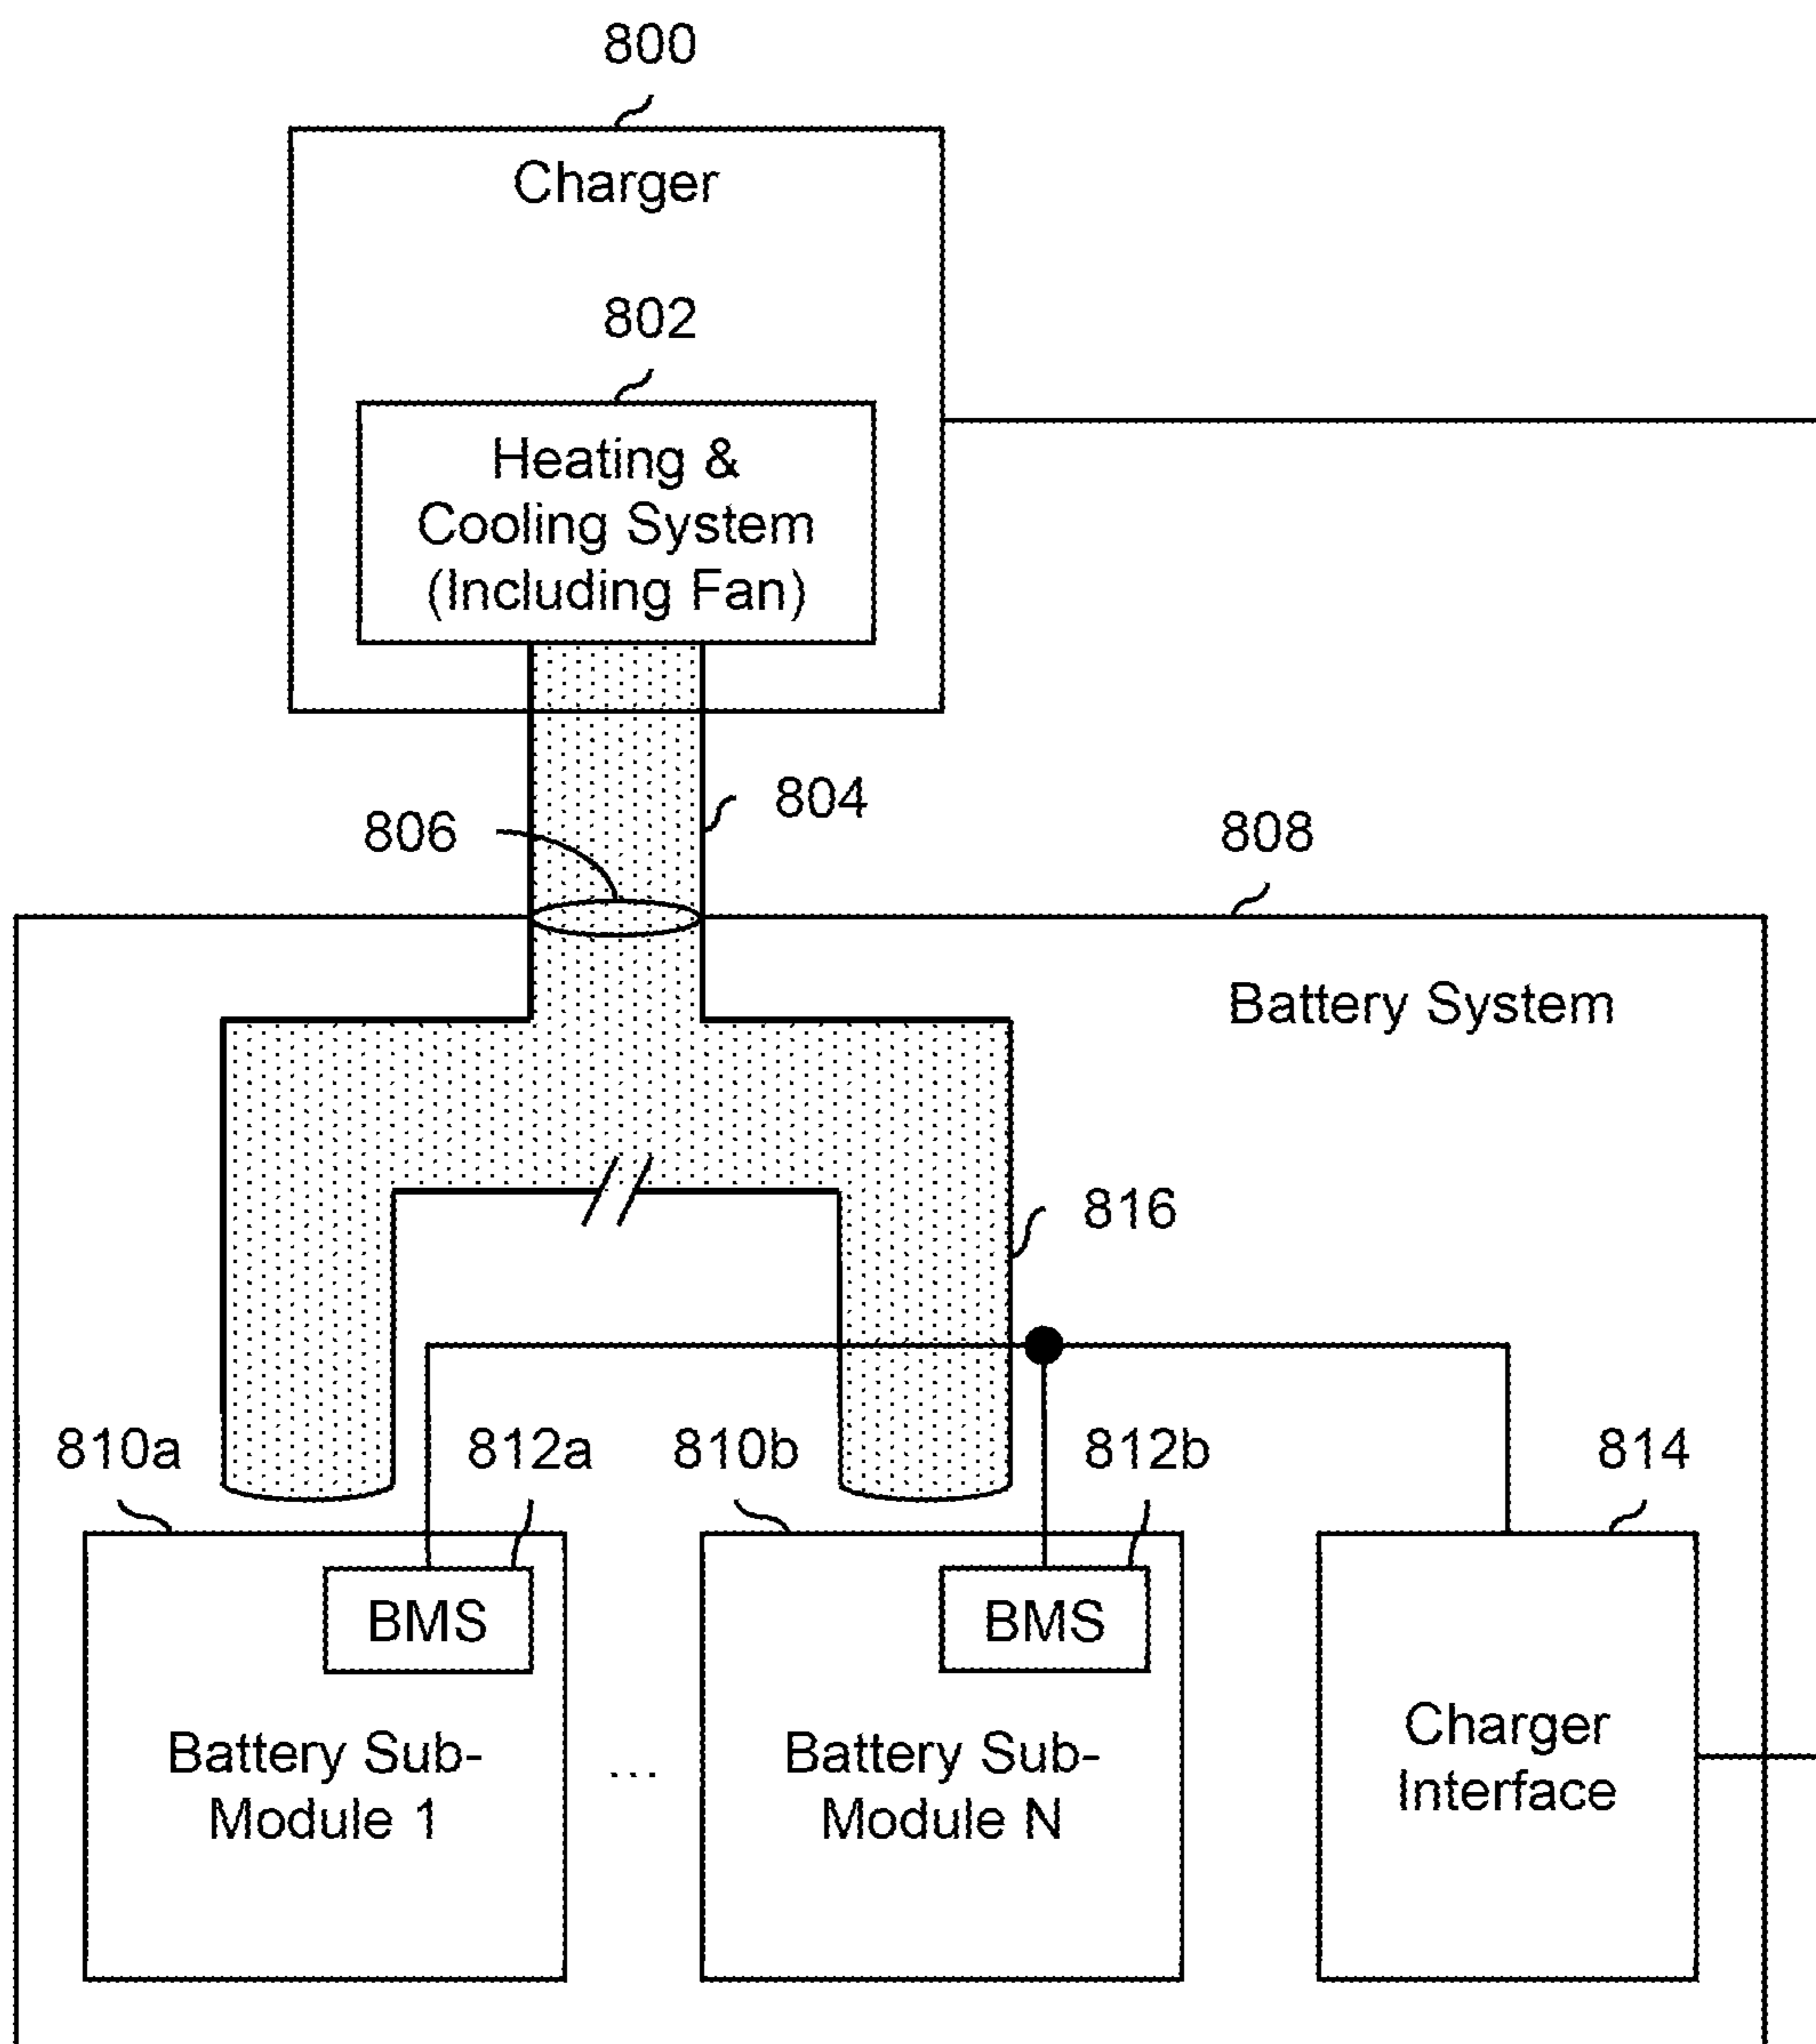 800
Charger
802
Heating &
Cooling System
(Including Fan)
804
806
808
Battery System
816
810a
812a
810b
812b
814
BMS
BMS
Battery Sub-
Module 1
...
Battery Sub-
Module N
Charger
Interface